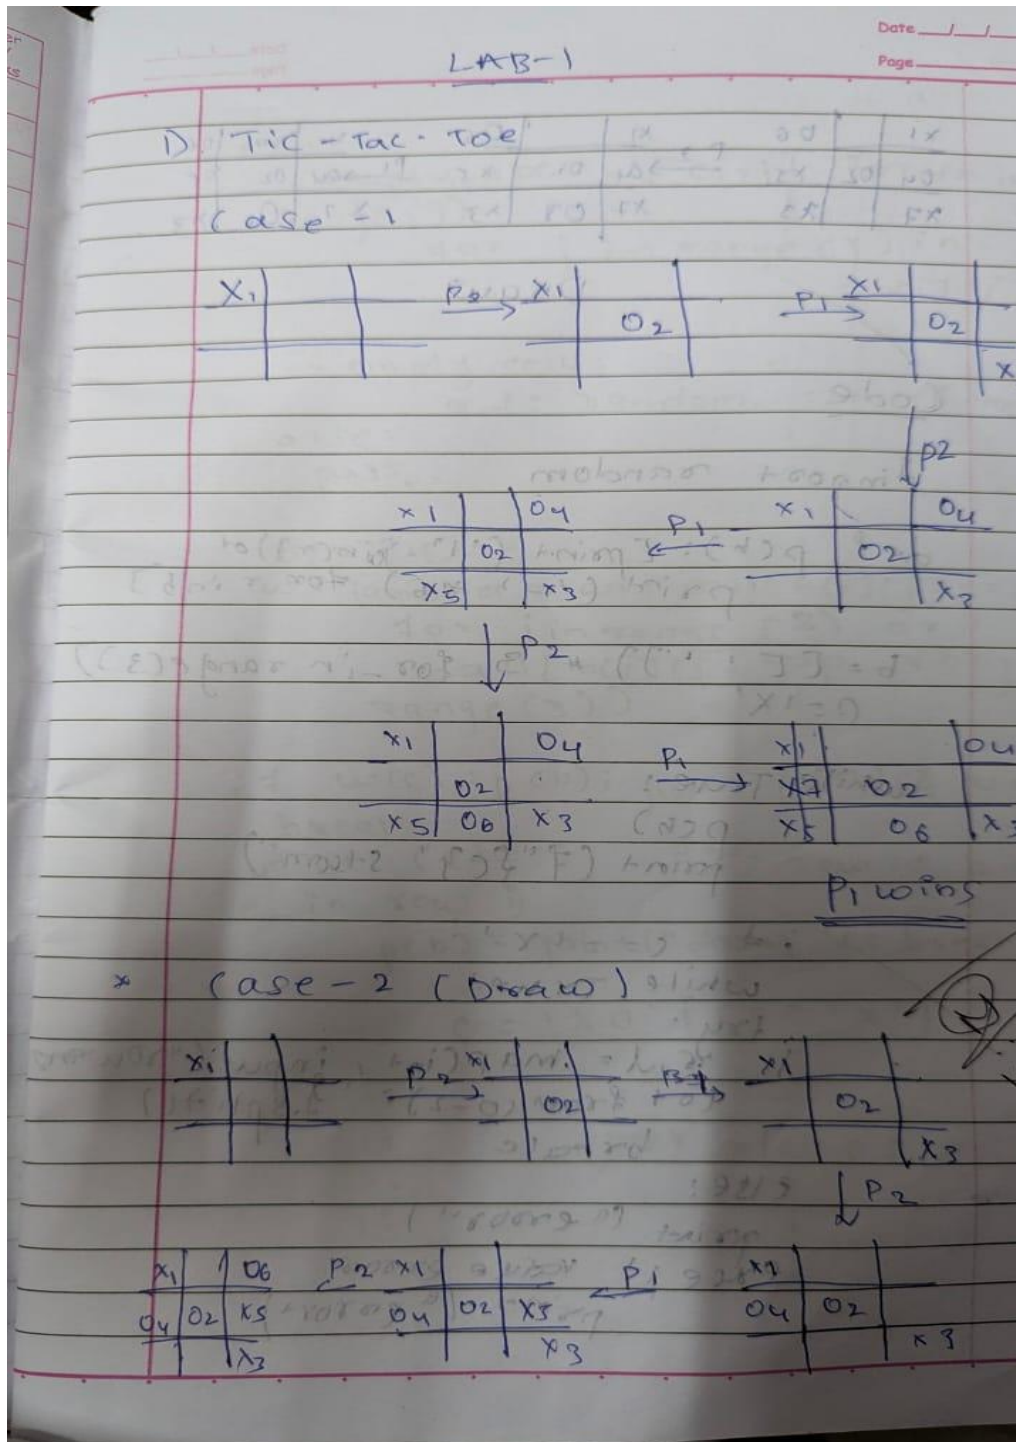 Date
Page
LAB-1
1) Tic-Tac-Toe
Case-1
X1 P2 X1 P1 X1
O2 O2
X
P2
X1 O4 P1 X1 O4
O2 O2
X5 X3 X3
P2
X1 O4 P1 X1 O4
O2 X7 O2
X5 O6 X3 X5 O6 X3
P1 wins
* Case-2 (Draw)
X1 P2 X1 X1
O2 O2
X3
P2
X1 O6 P2 X1 P1 X1
O4 O2 X5 O4 O2 X5 O4 O2
X3 X3 X3